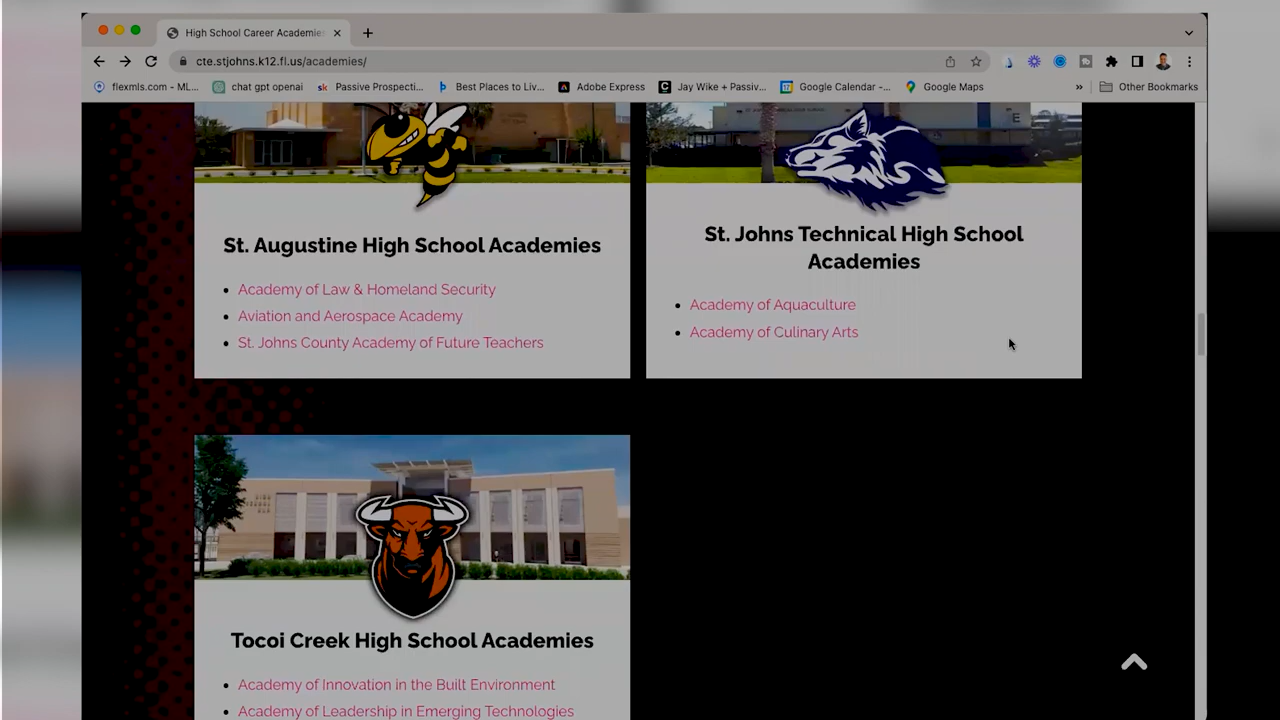 High School Career Academie
cte.stjohns.k12.fl.us/academies/
flexmls.com - ML...
chat gpt openai
sk
Passive Prospecti...
Best Places to Liv...
Adobe Express
Jay Wike + Passiv...
Google Calendar -...
Google Maps
»
Other Bookmarks
E
St. Augustine High School Academies
• Academy of Law & Homeland Security
• Aviation and Aerospace Academy
• St. Johns County Academy of Future Teachers
St. Johns Technical High School
Academies
• Academy of Aquaculture
• Academy of Culinary Arts
Tocoi Creek High School Academies
• Academy of Innovation in the Built Environment
• Academy of Leadership in Emerging Technologies